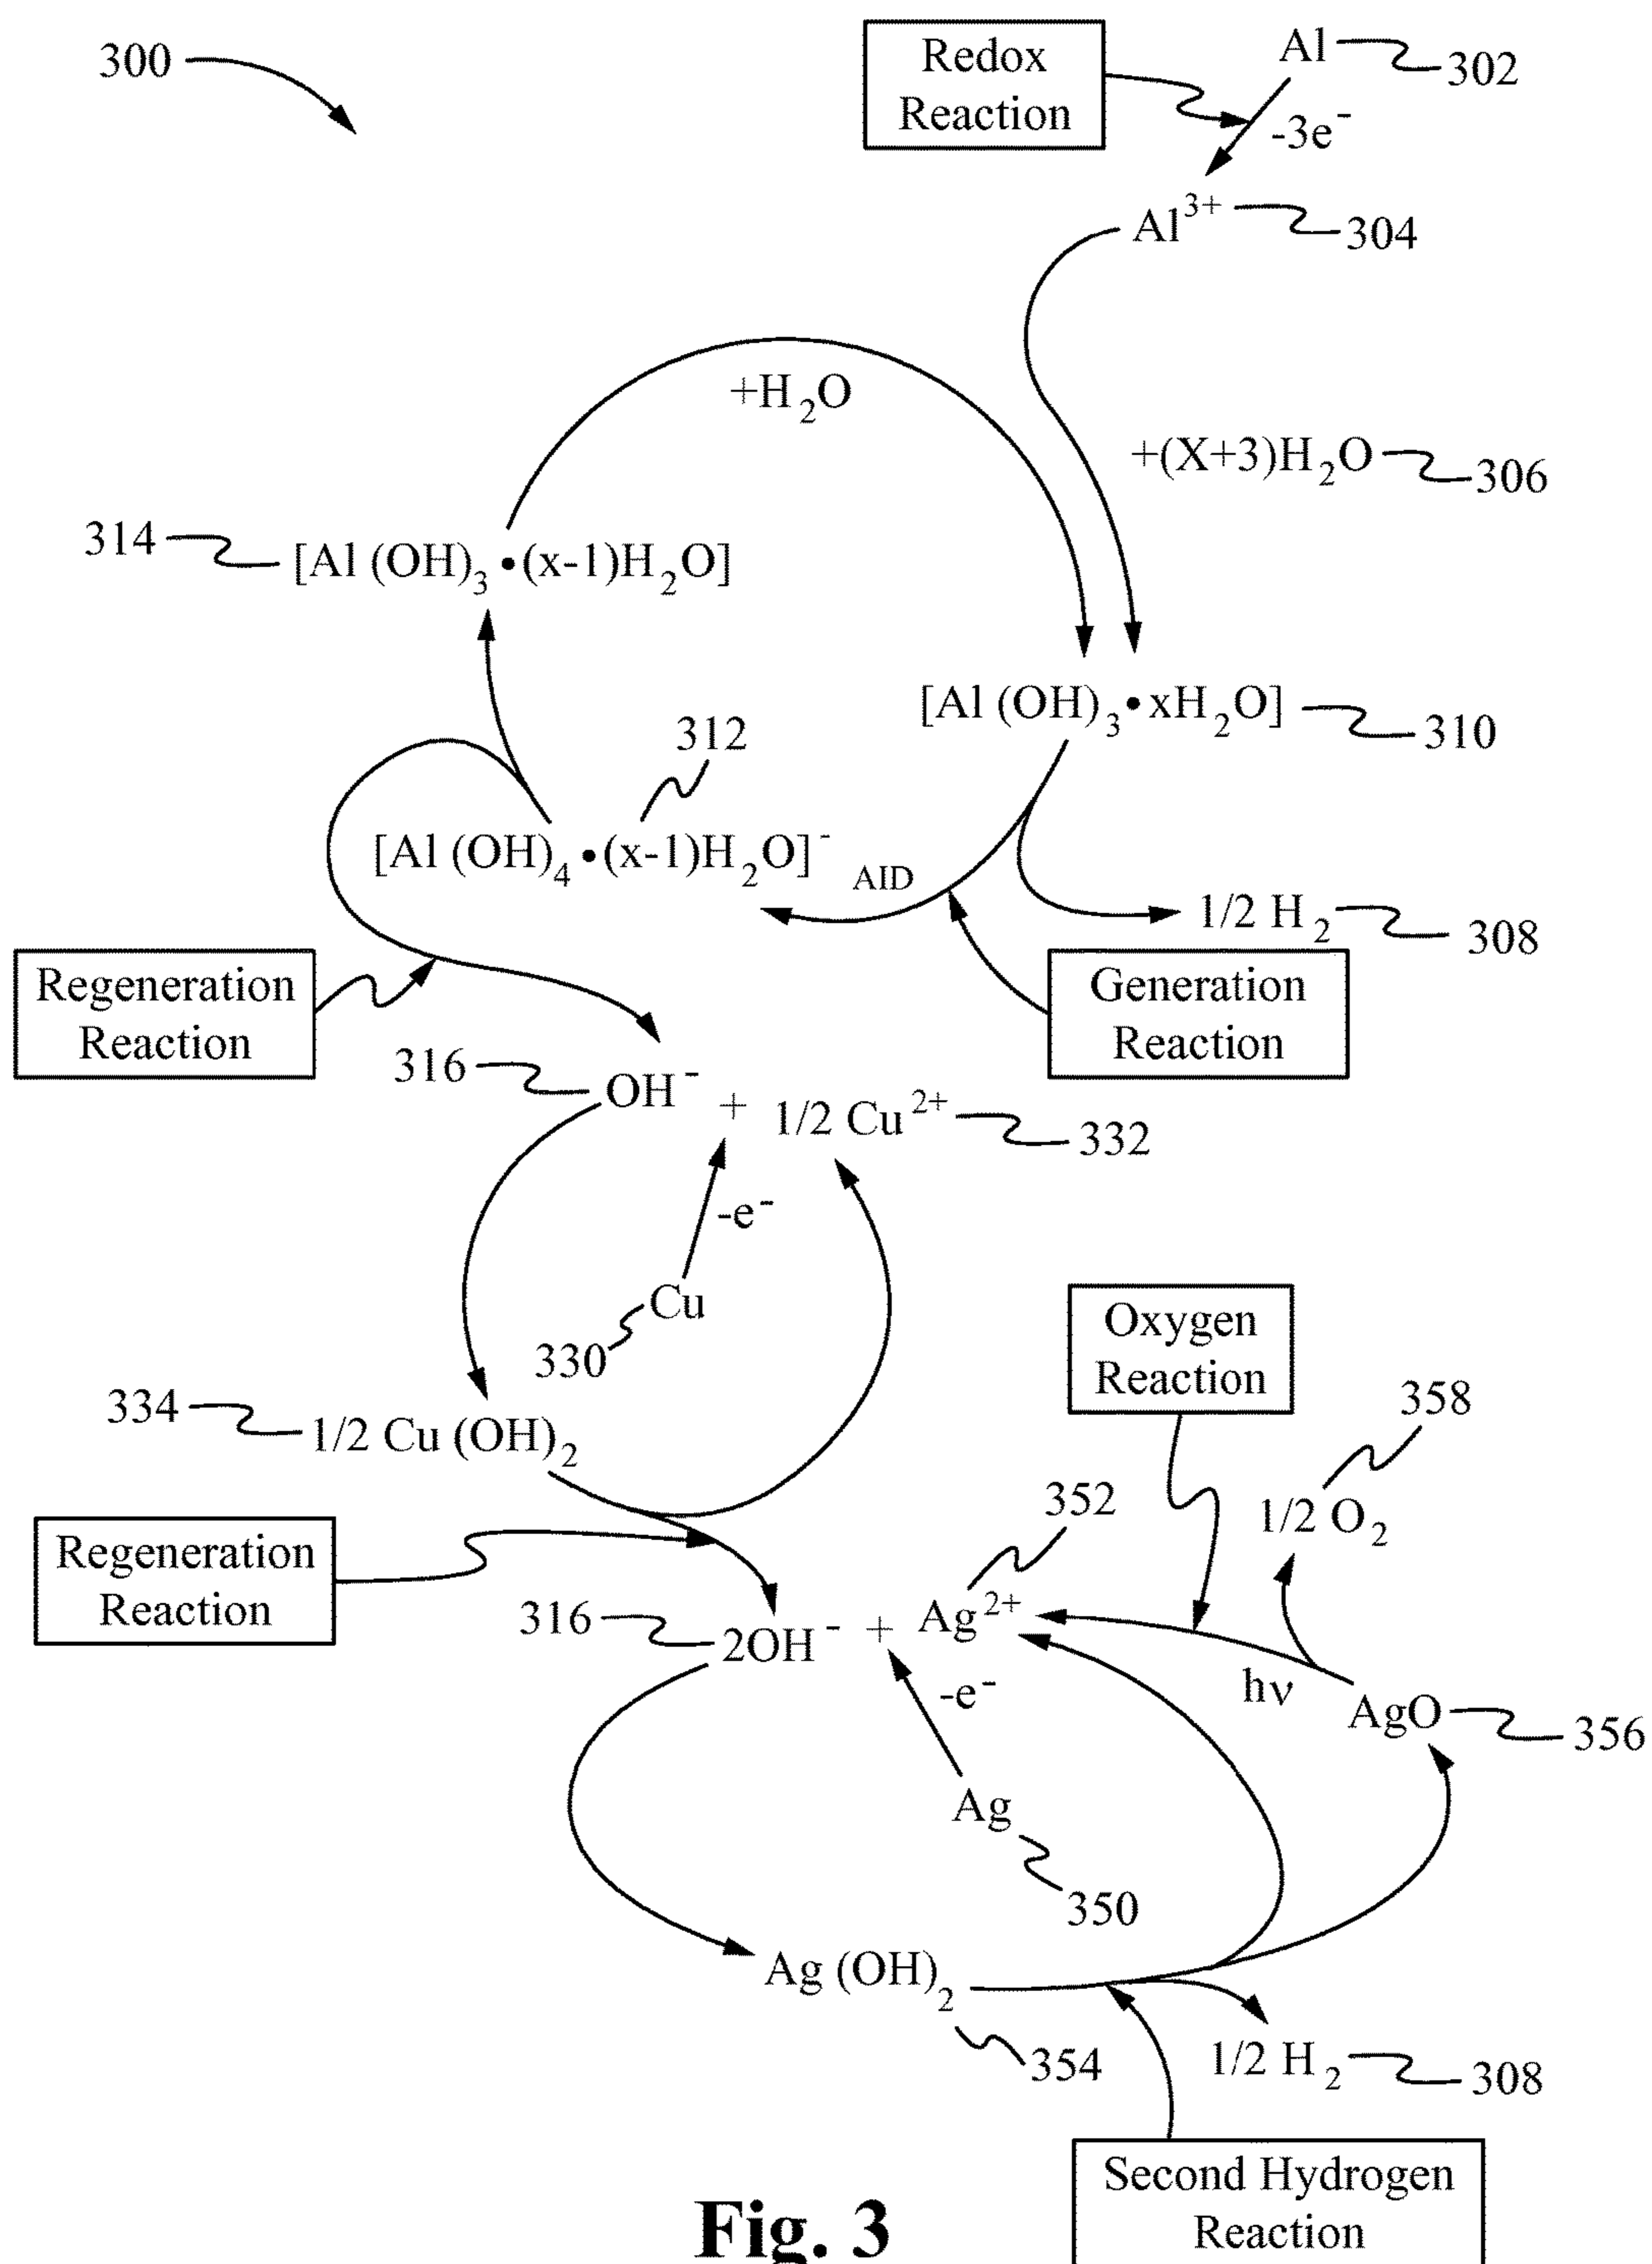 300
Redox
Reaction
Al
302
-3e⁻
Al³⁺
304
+H₂O
+(X+3)H₂O
306
314
[Al (OH)₃•(x-1)H₂O]
[Al (OH)₃•xH₂O]
310
312
[Al (OH)₄•(x-1)H₂O]⁻
AID
1/2 H₂
308
Regeneration
Reaction
Generation
Reaction
316
OH⁻ + 1/2 Cu²⁺
332
-e⁻
Cu
330
Oxygen
Reaction
334
1/2 Cu (OH)₂
358
352
1/2 O₂
Regeneration
Reaction
316
2OH⁻ + Ag²⁺
-e⁻
hν
AgO
356
Ag
350
Ag (OH)₂
354
1/2 H₂
308
Second Hydrogen
Reaction
Fig. 3